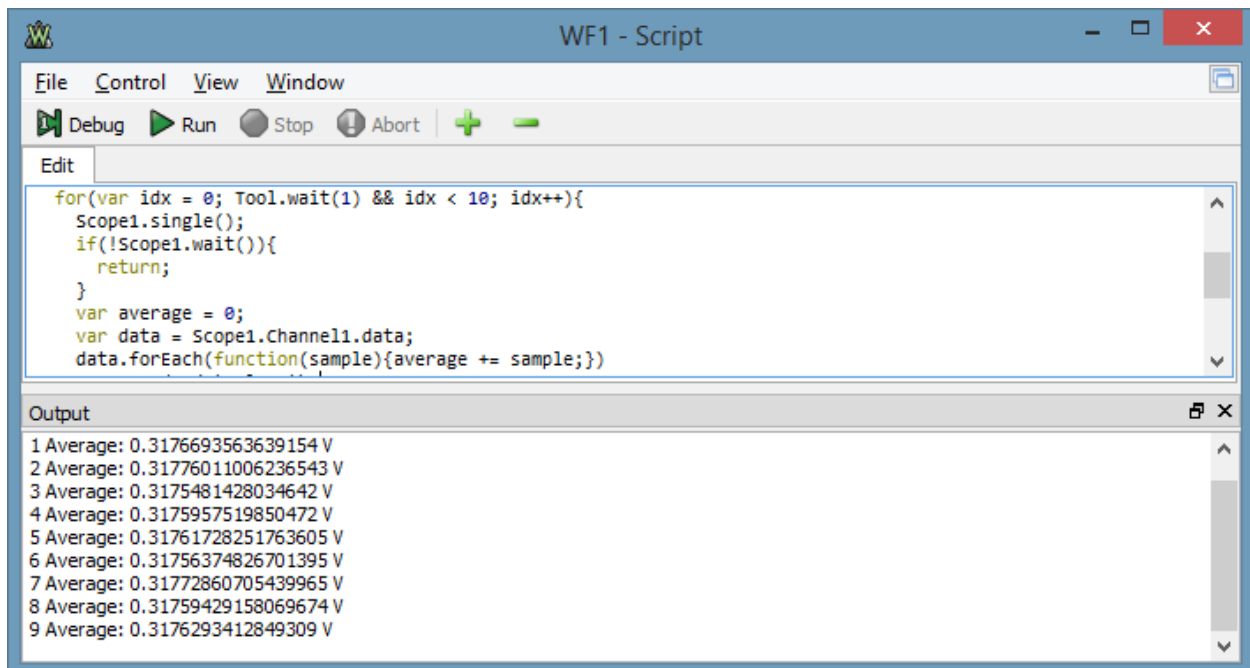 WF1 - Script
File Control View Window
Debug Run Stop Abort
Edit
for(var idx = 0; Tool.wait(1) && idx < 10; idx++){
Scope1.single();
if(!Scope1.wait()){
return;
}
var average = 0;
var data = Scope1.Channel1.data;
data.forEach(function(sample){average += sample;})
Output
1 Average: 0.3176693563639154 V
2 Average: 0.31776011006236543 V
3 Average: 0.3175481428034642 V
4 Average: 0.3175957519850472 V
5 Average: 0.31761728251763605 V
6 Average: 0.31756374826701395 V
7 Average: 0.31772860705439965 V
8 Average: 0.31759429158069674 V
9 Average: 0.3176293412849309 V